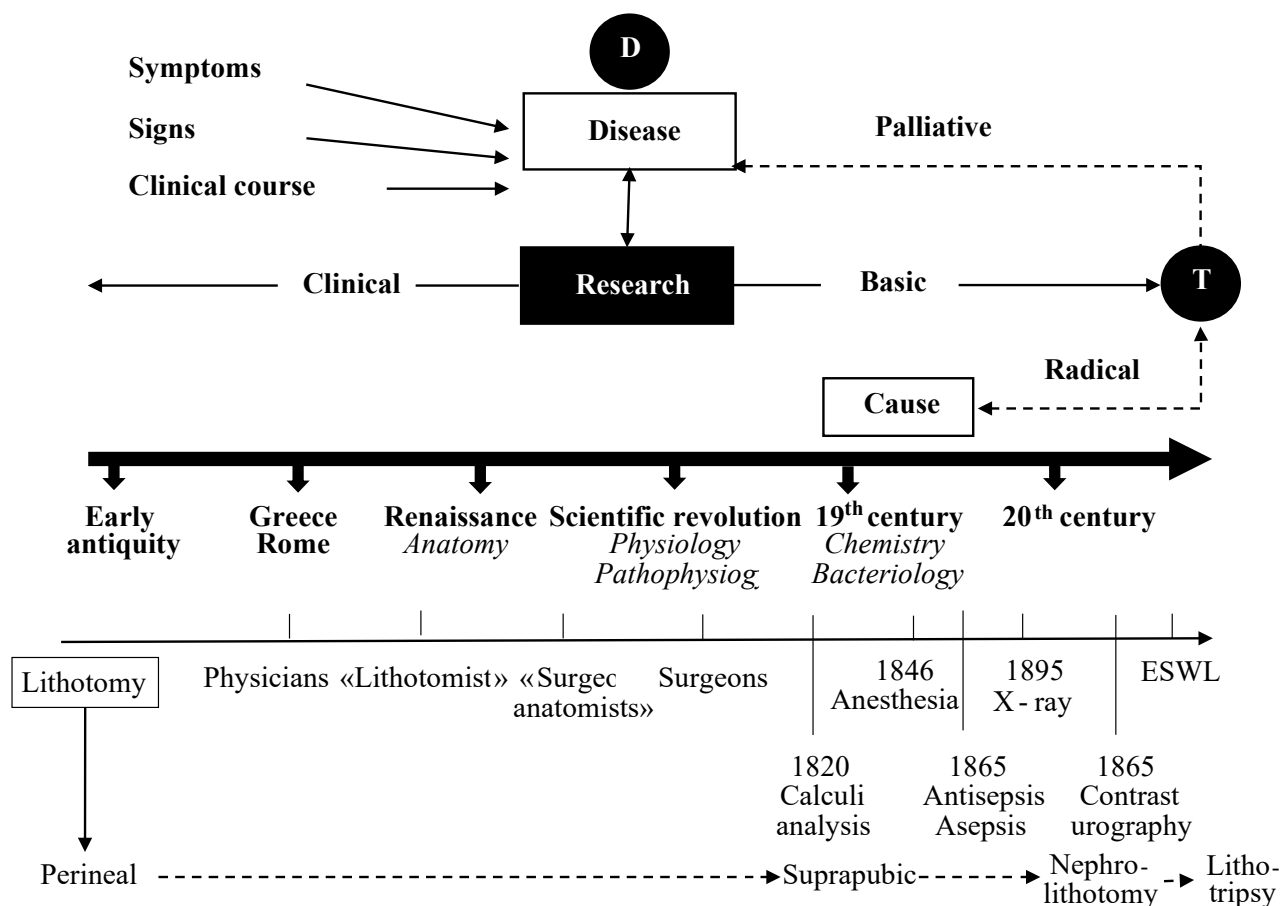 D
Symptoms
Disease
Palliative
Signs
Clinical course
Clinical
Research
Basic
T
Radical
Cause
Early
antiquity
Greece
Rome
Renaissance
Anatomy
Scientific revolution
Physiology
Pathophysiog
19th century
Chemistry
Bacteriology
20th century
Lithotomy
Physicians
«Lithotomist»
«Surgec
anatomists»
Surgeons
1846
Anesthesia
1895
X - ray
ESWL
1820
Calculi
analysis
1865
Antisepsis
Asepsis
1865
Contrast
urography
Perineal
Suprapubic
Nephro-
lithotomy
Litho-
tripsy